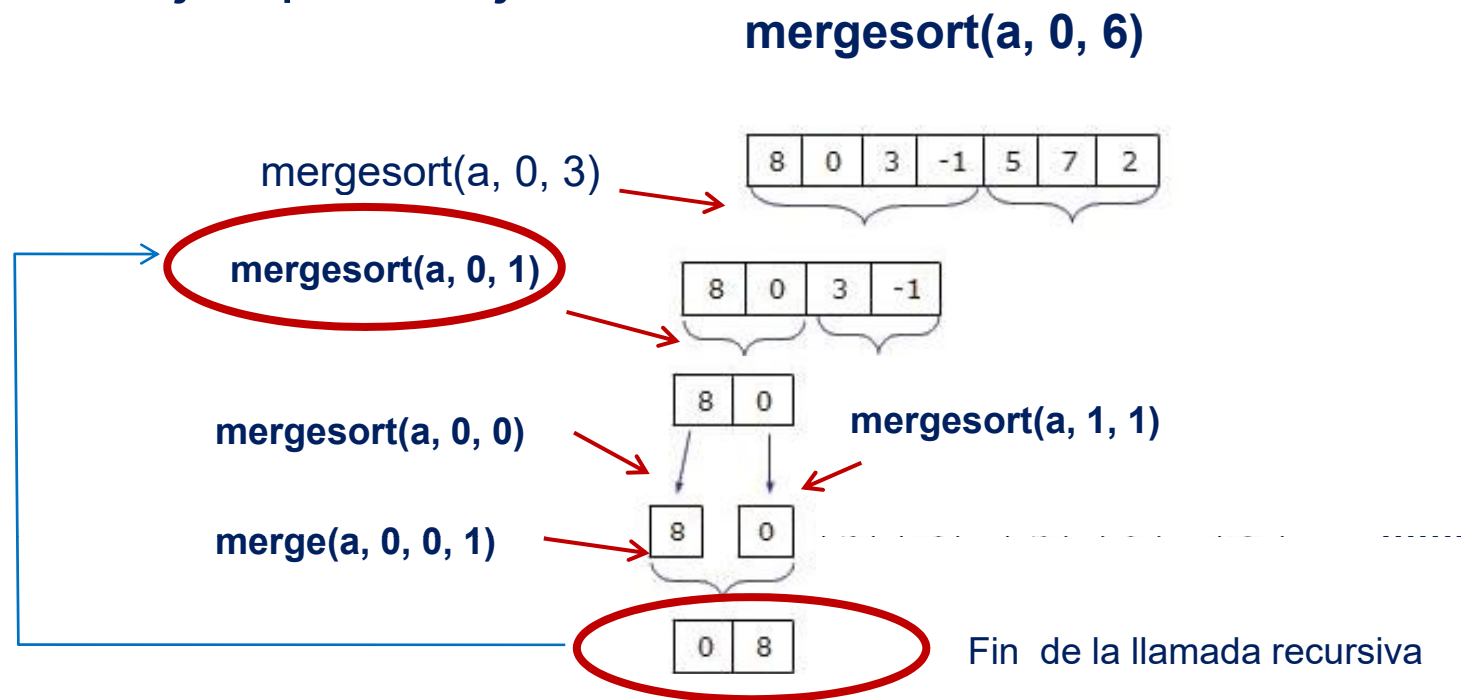 mergesort(a, 0, 6)
8 0 3 -1 5 7 2
mergesort(a, 0, 3)
mergesort(a, 0, 1)
8 0 3 -1
8 0
mergesort(a, 0, 0)
mergesort(a, 1, 1)
8 0
merge(a, 0, 0, 1)
0 8
Fin de la llamada recursiva